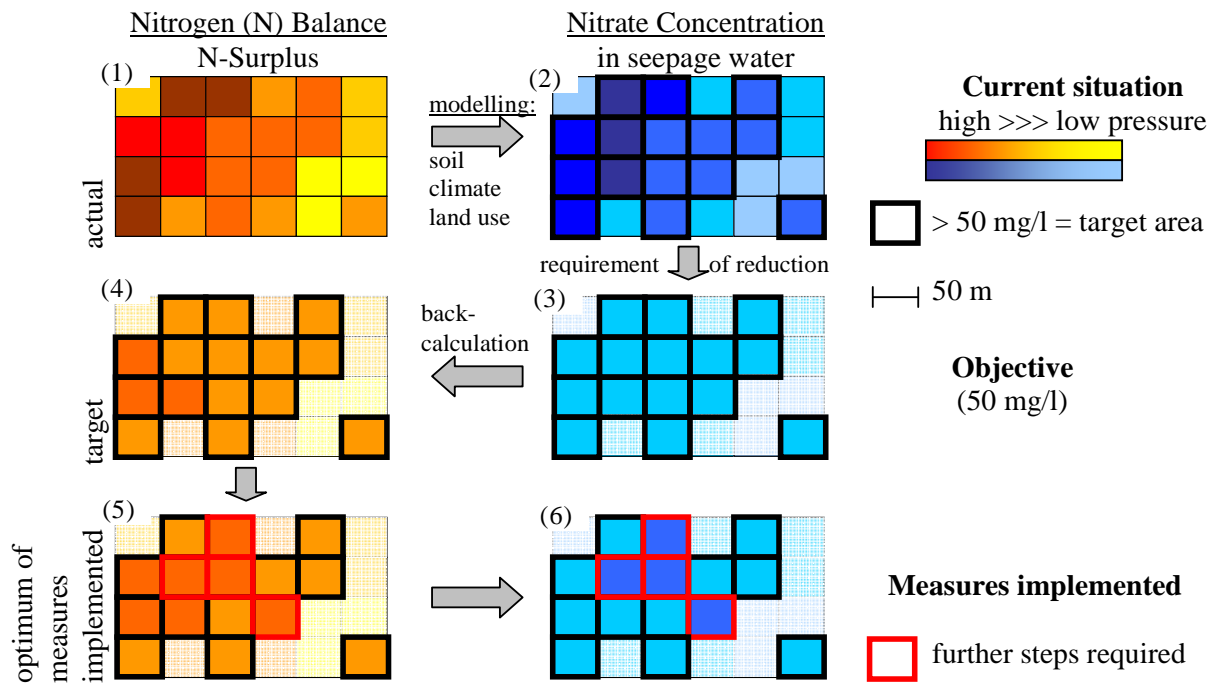 Nitrogen (N) Balance
N-Surplus
Nitrate Concentration
in seepage water
(1)
actual
modelling:
soil
climate
land use
(2)
Current situation
high >>> low pressure
> 50 mg/l = target area
50 m
requirement of reduction
(4)
target
back-
calculation
(3)
Objective
(50 mg/l)
(5)
optimum of
measures
implemented
(6)
Measures implemented
further steps required